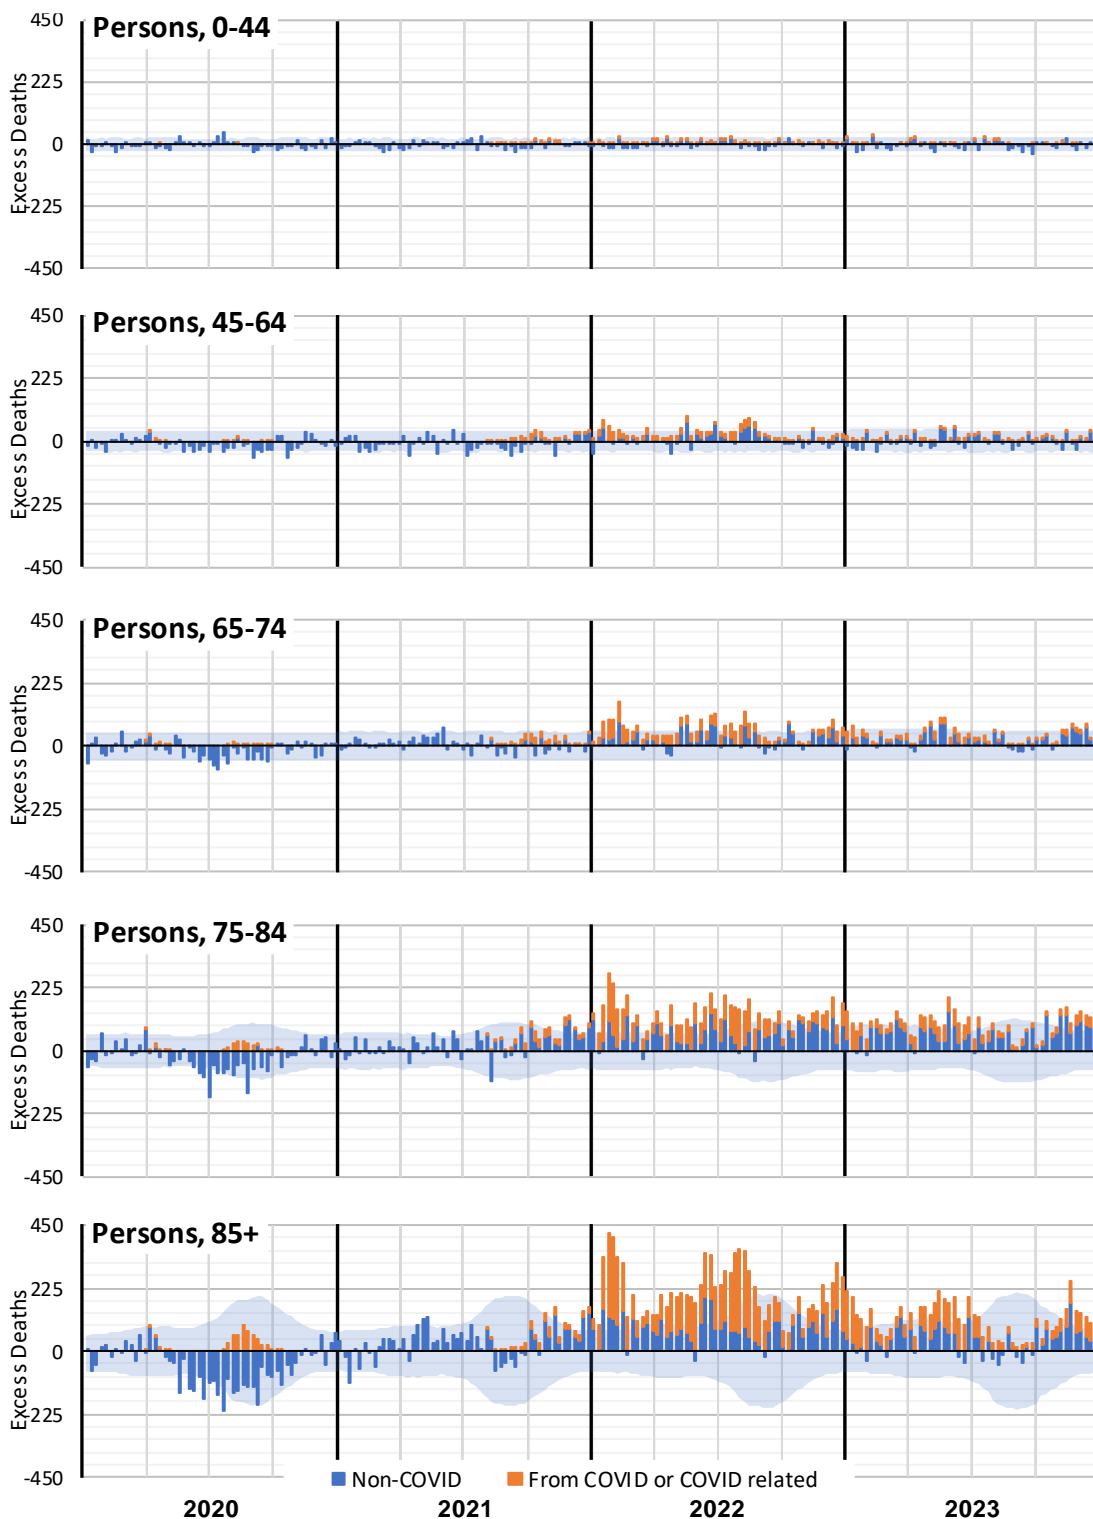 Persons, 0-44
450
225
0
-225
-450
Excess Deaths
Persons, 45-64
450
225
0
-225
-450
Excess Deaths
Persons, 65-74
450
225
0
-225
-450
Excess Deaths
Persons, 75-84
450
225
0
-225
-450
Excess Deaths
Persons, 85+
450
225
0
-225
-450
Excess Deaths
Non-COVID From COVID or COVID related
2020 2021 2022 2023